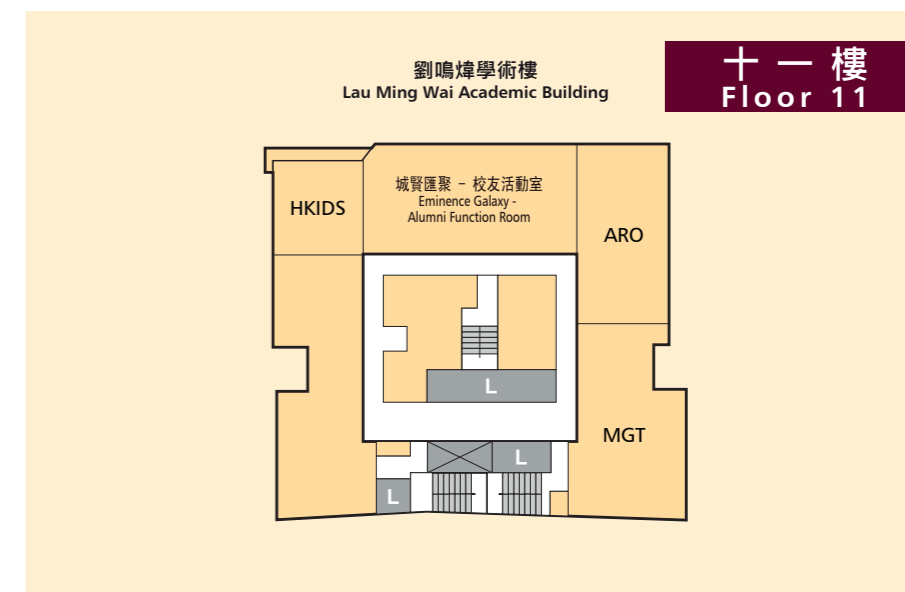 十一樓
Floor 11
劉鳴煒學術樓
Lau Ming Wai Academic Building
城賢匯聚 - 校友活動室
Eminence Galaxy -
Alumni Function Room
HKIDS
ARO
L
MGT
L
L